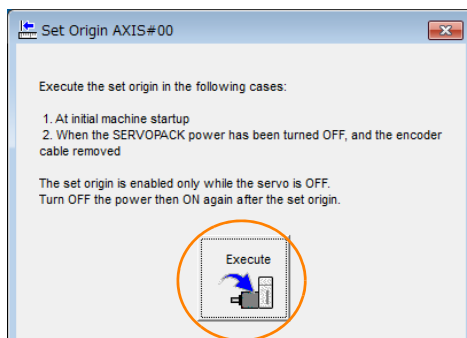 Set Origin AXIS#00
Execute the set origin in the following cases:
1. At initial machine startup
2. When the SERVOPACK power has been turned OFF, and the encoder
cable removed
The set origin is enabled only while the servo is OFF.
Turn OFF the power then ON again after the set origin.
Execute